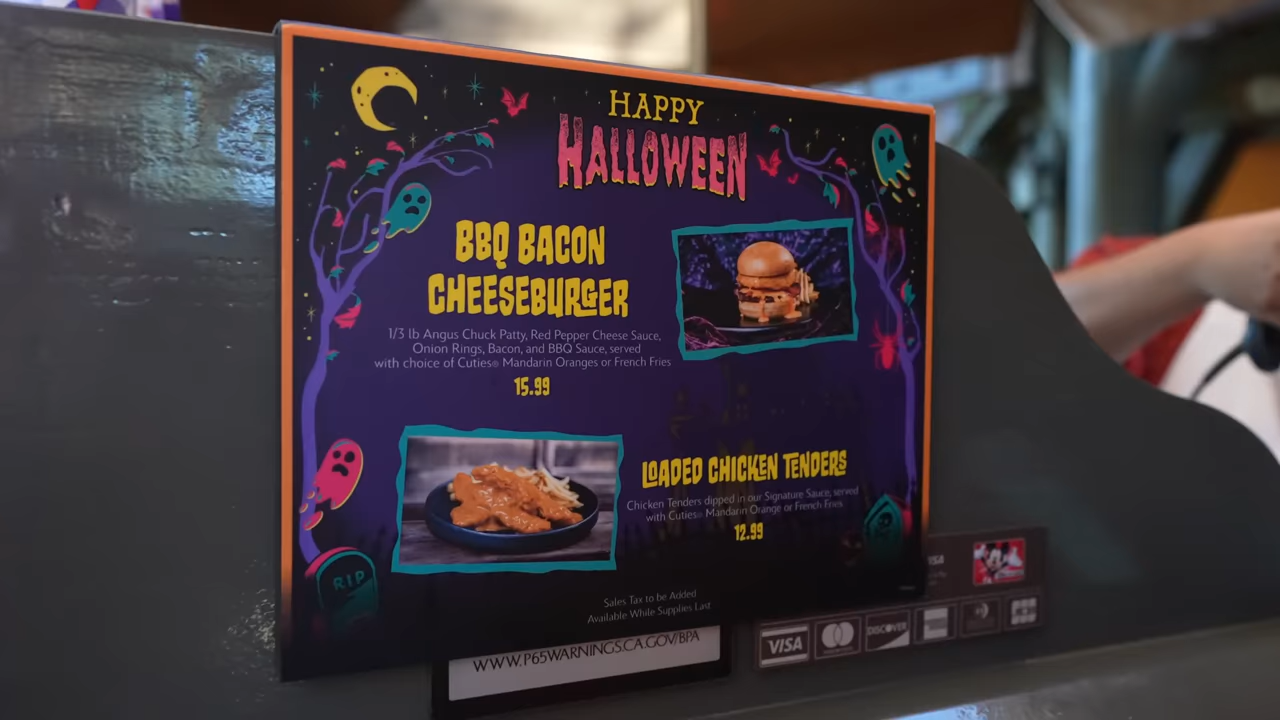 HAPPY
HALLOWEEN
BBQ BACON
CHEESEBURGER
1/3 lb Angus Chuck Patty, Red Pepper Cheese Sauce,
Onion Rings, Bacon, and BBQ Sauce, served
with choice of Cuties® Mandarin Oranges or French Fries
15.99
LOADED CHICKEN TENDERS
Chicken Tenders dipped in our Signature Sauce, served
with Cuties® Mandarin Orange or French Fries
12.99
RIP
Sales Tax to be Added
Available While Supplies Last
WWW.P65WARNINGS.CA.GOV/BPA
VISA
VISA
DISCOVER